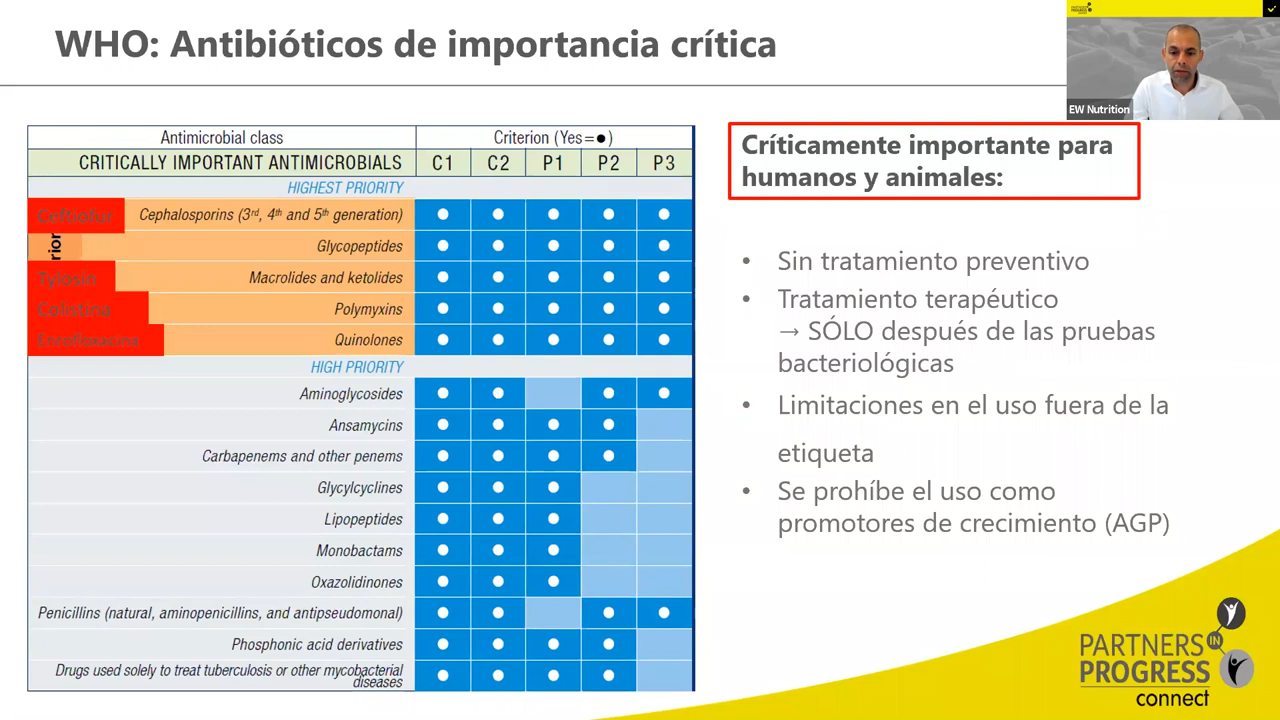 WHO: Antibióticos de importancia crítica
PARTNERS IN PROGRESS
EW Nutrition
Antimicrobial class Criterion (Yes=●)
CRITICALLY IMPORTANT ANTIMICROBIALS C1 C2 P1 P2 P3
HIGHEST PRIORITY
Ceftiofur Cephalosporins (3rd, 4th and 5th generation)
Glycopeptides
Tylosin Macrolides and ketolides
Colistina Polymyxins
Enrofloxacina Quinolones
HIGH PRIORITY
Aminoglycosides
Ansamycins
Carbapenems and other penems
Glycylcyclines
Lipopeptides
Monobactams
Oxazolidinones
Penicillins (natural, aminopenicillins, and antipseudomonal)
Phosphonic acid derivatives
Drugs used solely to treat tuberculosis or other mycobacterial
diseases
Críticamente importante para
humanos y animales:
• Sin tratamiento preventivo
• Tratamiento terapéutico
→ SÓLO después de las pruebas
bacteriológicas
• Limitaciones en el uso fuera de la
etiqueta
• Se prohíbe el uso como
promotores de crecimiento (AGP)
PARTNERS IN
PROGRESS
connect